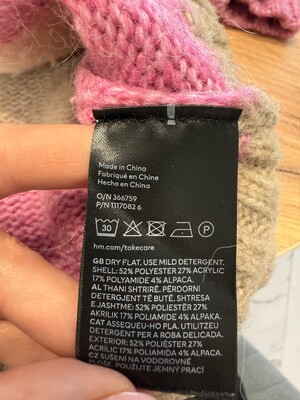 Made in China
Fabriqué en Chine
Hecho en China
O/N 366759
P/N 1117082 6
30
P
hm.com/takecare
GB DRY FLAT. USE MILD DETERGENT.
SHELL: 52% POLYESTER 27% ACRYLIC
17% POLYAMIDE 4% ALPACA.
AL THAN SHTRIRË. PËRDORNI
DETERGJENT TË BUTË. SHTRESA
E JASHTME: 52% POLIESTËR 27%
AKRILIK 17% POLIAMIDE 4% ALPAKA.
CAT ASSEQUEU-HO PLA. UTILITZEU
DETERGENT PER A ROBA DELICADA.
EXTERIOR: 52% POLIÈSTER 27%
ACRÍLIC 17% POLIAMIDA 4% ALPACA.
CZ SUŠENÍ NA VODOROVNÉ
PLOŠE. POUŽIJTE JEMNÝ PRACÍ